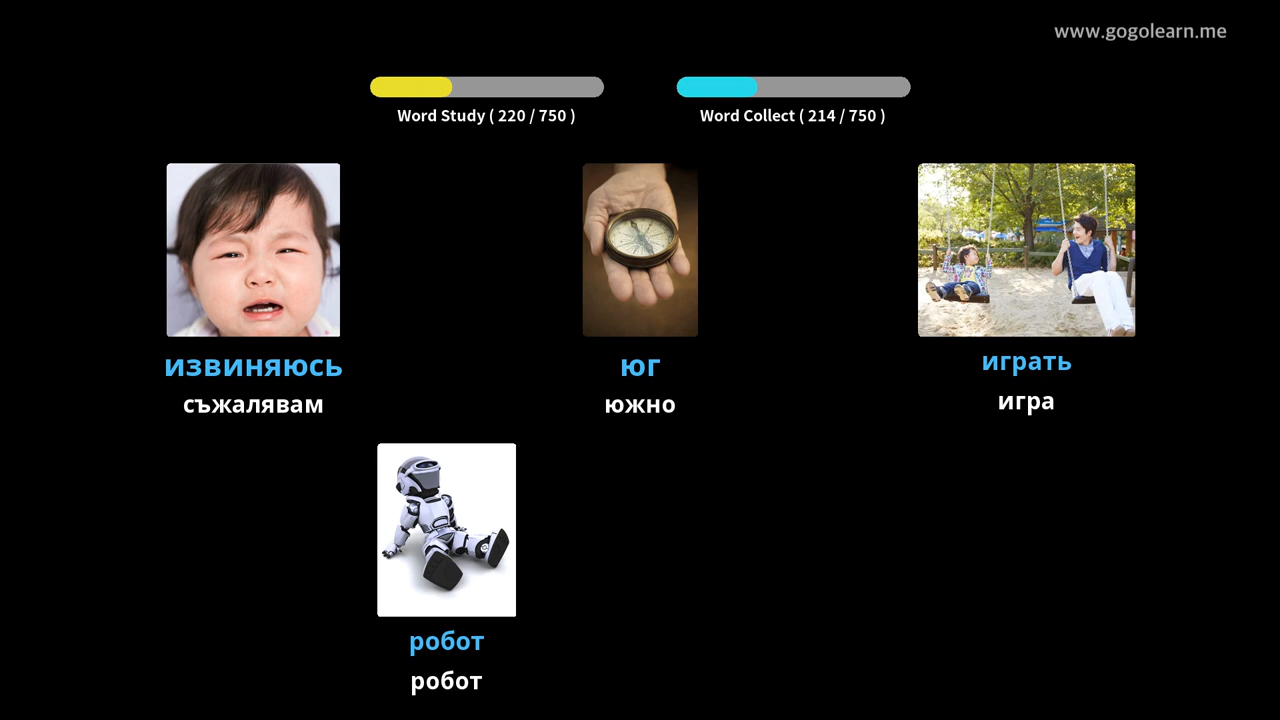 www.gogolearn.me
Word Study ( 220 / 750 )
Word Collect ( 214 / 750 )
извиняюсь
съжалявам
юг
южно
играть
игра
робот
робот